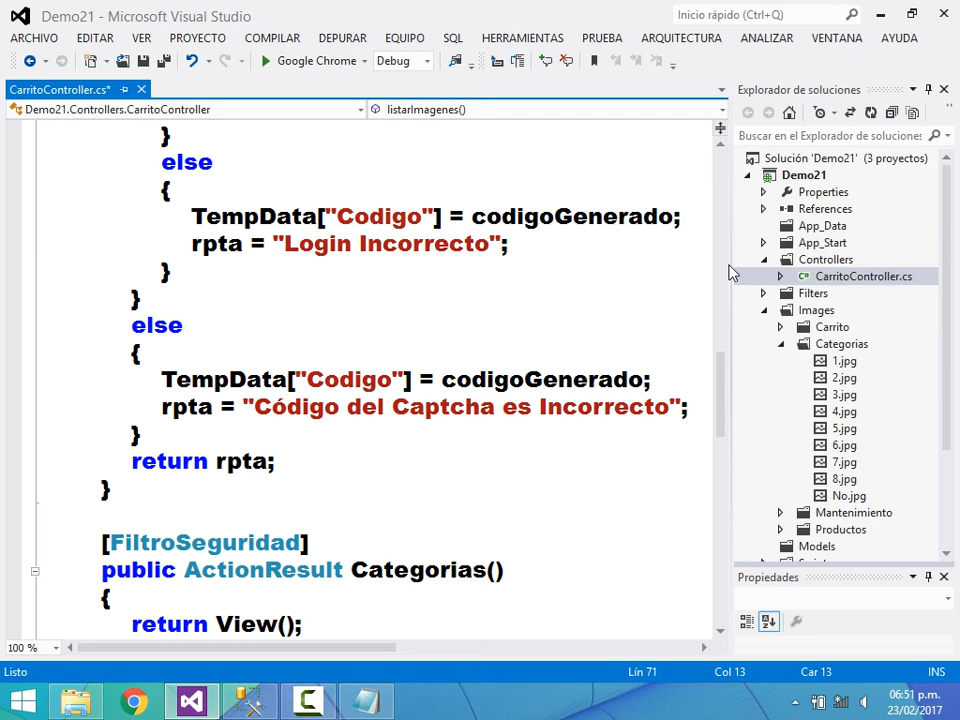 Demo21 - Microsoft Visual Studio
Inicio rápido (Ctrl+Q)
ARCHIVO EDITAR VER PROYECTO COMPILAR DEPURAR EQUIPO SQL HERRAMIENTAS PRUEBA ARQUITECTURA ANALIZAR VENTANA AYUDA
Google Chrome Debug
CarritoController.cs*
Demo21.Controllers.CarritoController listarImagenes()
}
else
{
TempData["Codigo"] = codigoGenerado;
rpta = "Login Incorrecto";
}
}
else
{
TempData["Codigo"] = codigoGenerado;
rpta = "Código del Captcha es Incorrecto";
}
return rpta;
}
[FiltroSeguridad]
public ActionResult Categorias()
{
return View();
100 %
Explorador de soluciones
Buscar en el Explorador de soluciones
Solución 'Demo21' (3 proyectos)
Demo21
Properties
References
App_Data
App_Start
Controllers
CarritoController.cs
Filters
Images
Carrito
Categorias
1.jpg
2.jpg
3.jpg
4.jpg
5.jpg
6.jpg
7.jpg
8.jpg
No.jpg
Mantenimiento
Productos
Models
Propiedades
Listo Lín 71 Col 13 Car 13 INS
06:51 p.m.
23/02/2017